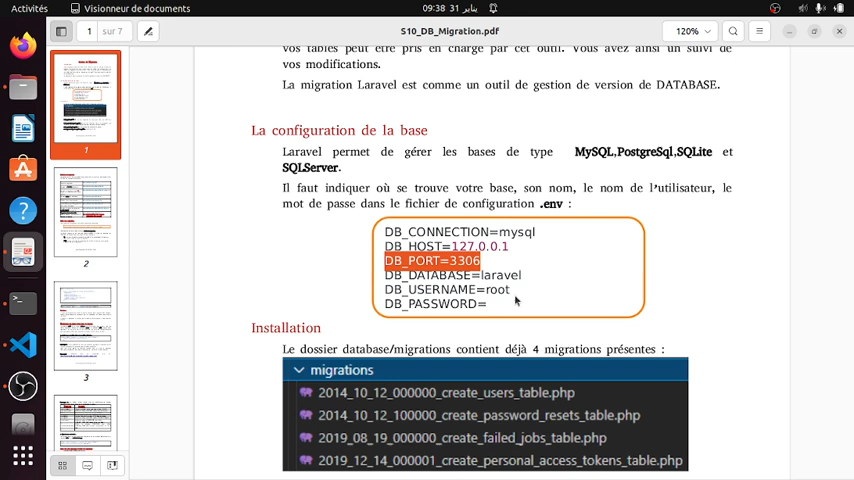 Activités
Visionneur de documents
09:38 31 يناير
1
sur 7
S10_DB_Migration.pdf
120%
vos tables peut être pris en charge par cet outil. Vous avez ainsi un suivi de
vos modifications.
La migration Laravel est comme un outil de gestion de version de DATABASE.
La configuration de la base
Laravel permet de gérer les bases de type MySQL,PostgreSql,SQLite et
SQLServer.
Il faut indiquer où se trouve votre base, son nom, le nom de l'utilisateur, le
mot de passe dans le fichier de configuration .env :
DB_CONNECTION=mysql
DB_HOST=127.0.0.1
DB_PORT=3306
DB_DATABASE=laravel
DB_USERNAME=root
DB_PASSWORD=
Installation
Le dossier database/migrations contient déjà 4 migrations présentes :
migrations
2014_10_12_000000_create_users_table.php
2014_10_12_100000_create_password_resets_table.php
2019_08_19_000000_create_failed_jobs_table.php
2019_12_14_000001_create_personal_access_tokens_table.php
1
2
3